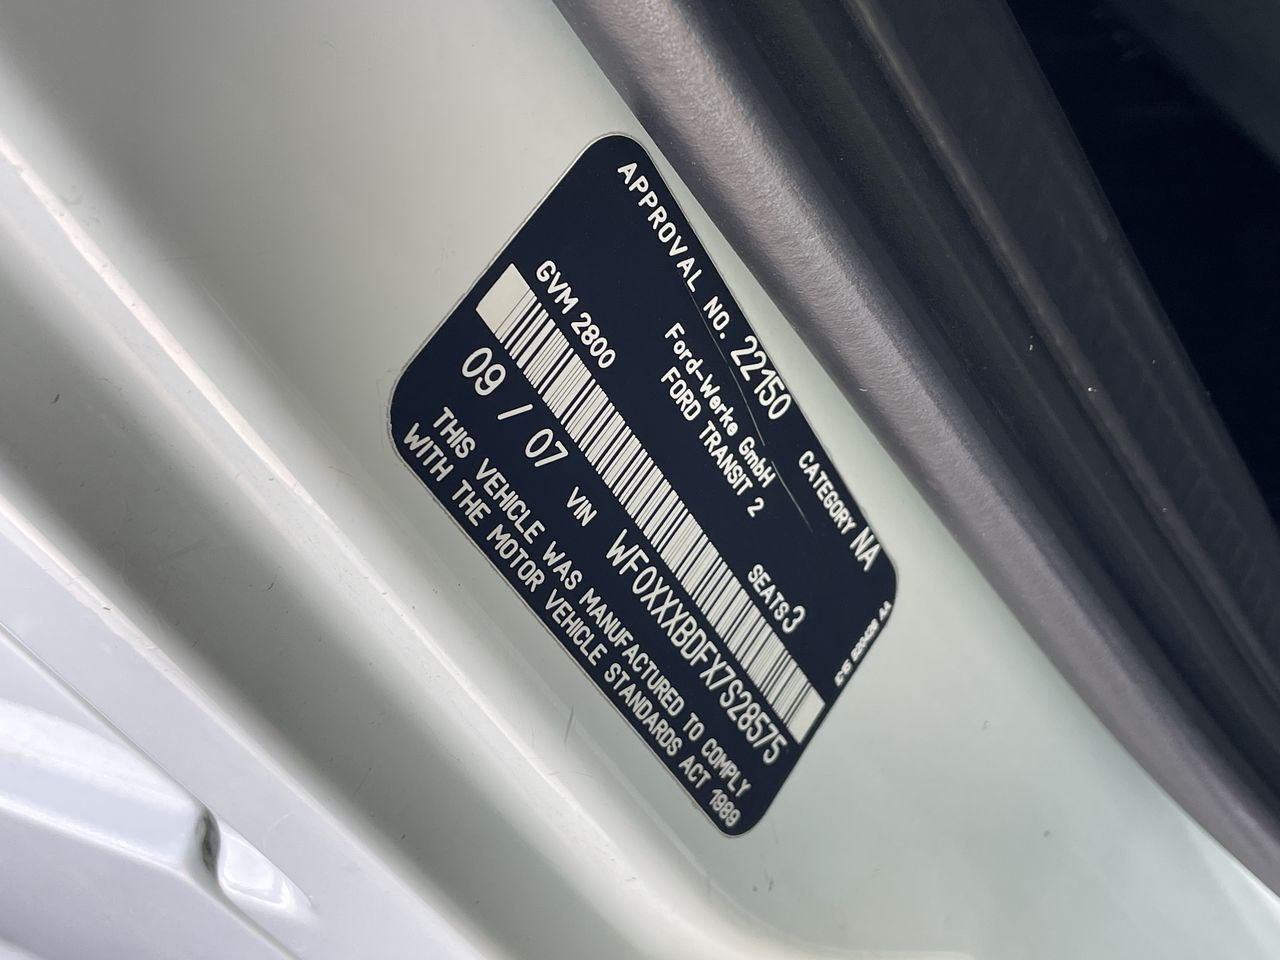 APPROVAL NO. 22150 CATEGORY NA
Ford-Werke GmbH
FORD TRANSIT 2
GVM 2800 SEATS 3
09 / 07 VIN WF0XXXBDFX7S28575
THIS VEHICLE WAS MANUFACTURED TO COMPLY
WITH THE MOTOR VEHICLE STANDARDS ACT 1989